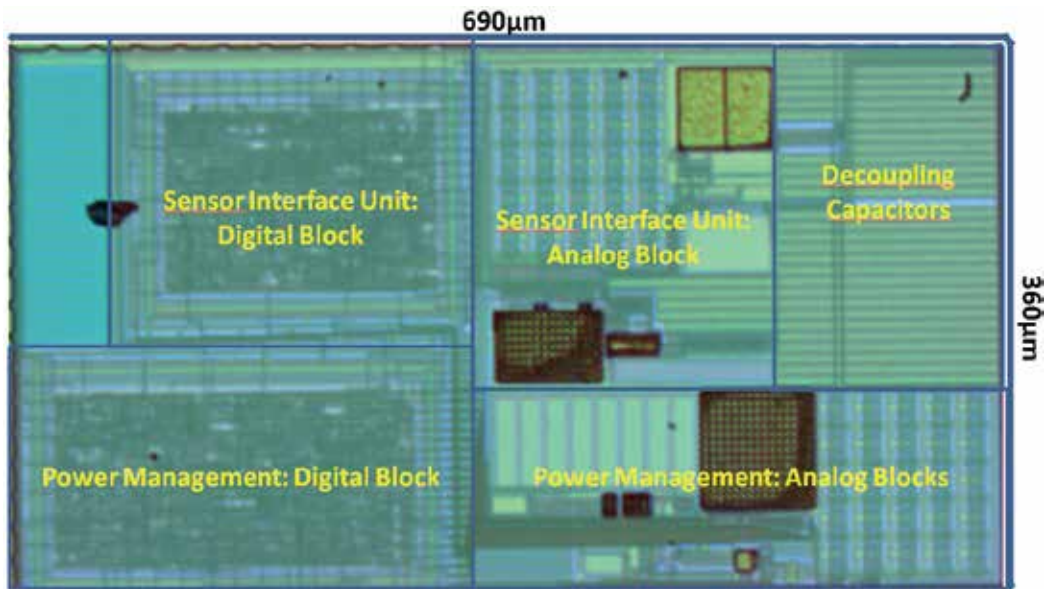 690μm
Sensor Interface Unit:
Digital Block
Sensor Interface Unit:
Analog Block
Decoupling
Capacitors
360μm
Power Management: Digital Block
Power Management: Analog Blocks